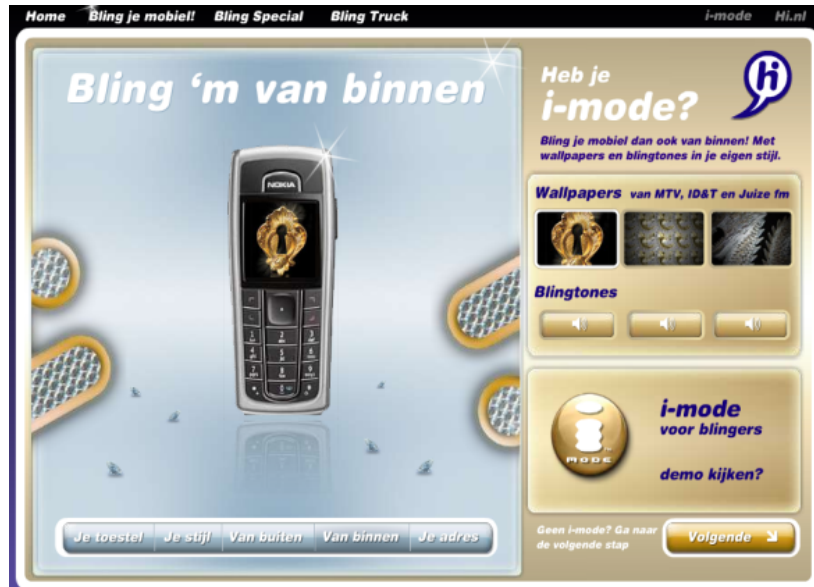 Home Bling je mobiel! Bling Special Bling Truck i-mode Hi.nl
Bling ‘m van binnen
NOKIA
Heb je
i-mode?
hi
Bling je mobiel dan ook van binnen! Met
wallpapers en blingtones in je eigen stijl.
Wallpapers van MTV, ID&T en Juize fm
Blingtones
i-mode
voor blingers
MODE
demo kijken?
Je toestel Je stijl Van buiten Van binnen Je adres
Geen i-mode? Ga naar
de volgende stap
Volgende